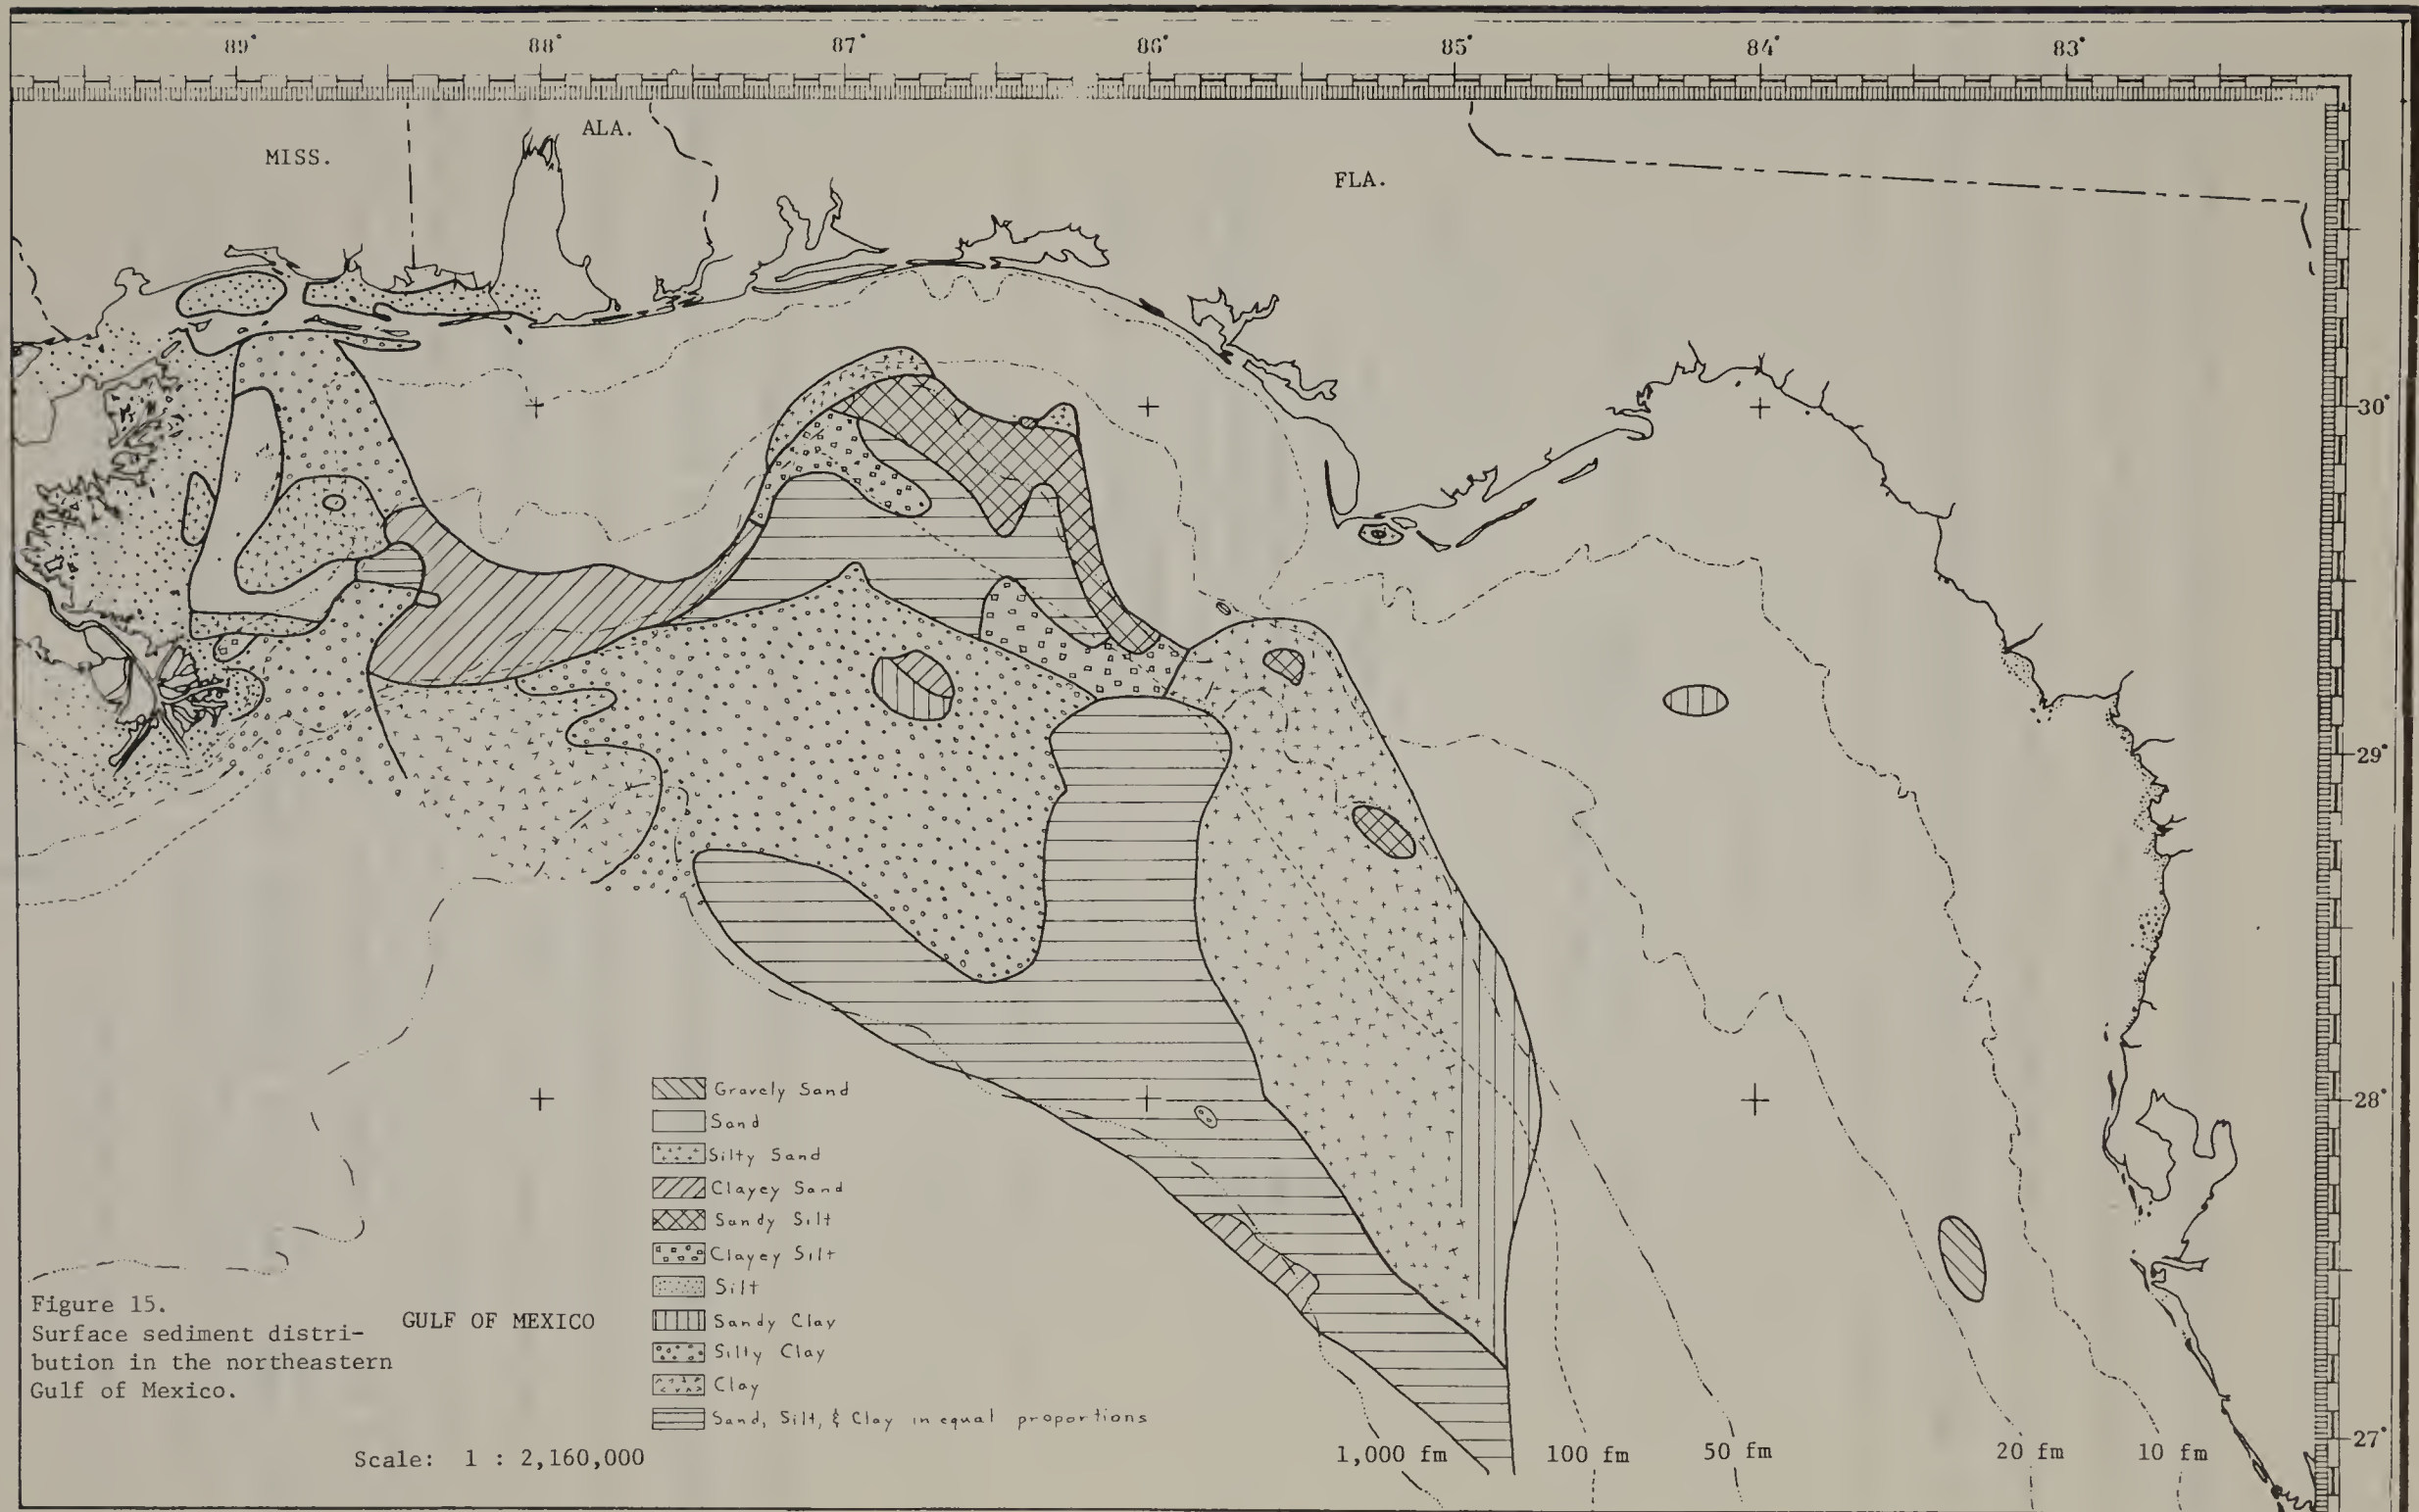 89° 88° 87° 86° 85° 84° 83°
MISS.
ALA.
FLA.
30°
29°
28°
27°
Gravely Sand
Sand
Silty Sand
Clayey Sand
Sandy Silt
Clayey Silt
Silt
Sandy Clay
Silty Clay
Clay
Sand, Silt, & Clay in equal proportions
Figure 15.
Surface sediment distri-
bution in the northeastern
Gulf of Mexico.
GULF OF MEXICO
Scale: 1 : 2,160,000
1,000 fm 100 fm 50 fm 20 fm 10 fm